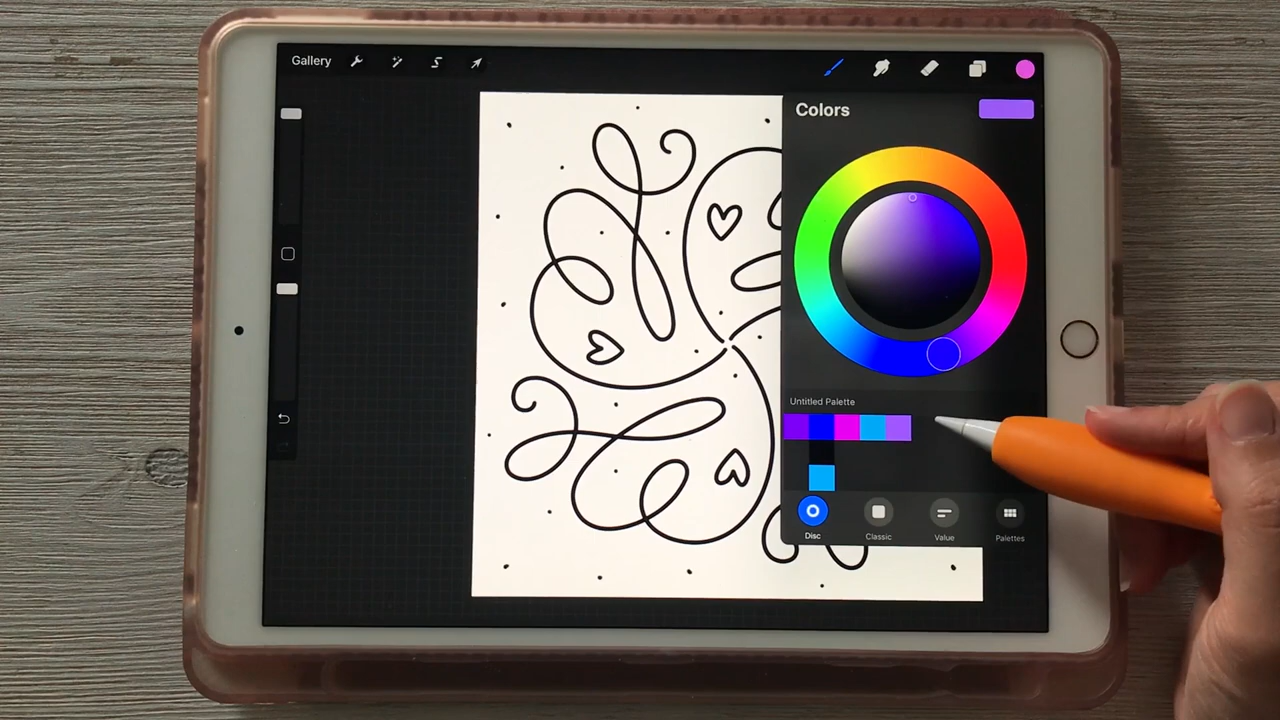 Gallery
Colors
Untitled Palette
Disc
Classic
Value
Palettes